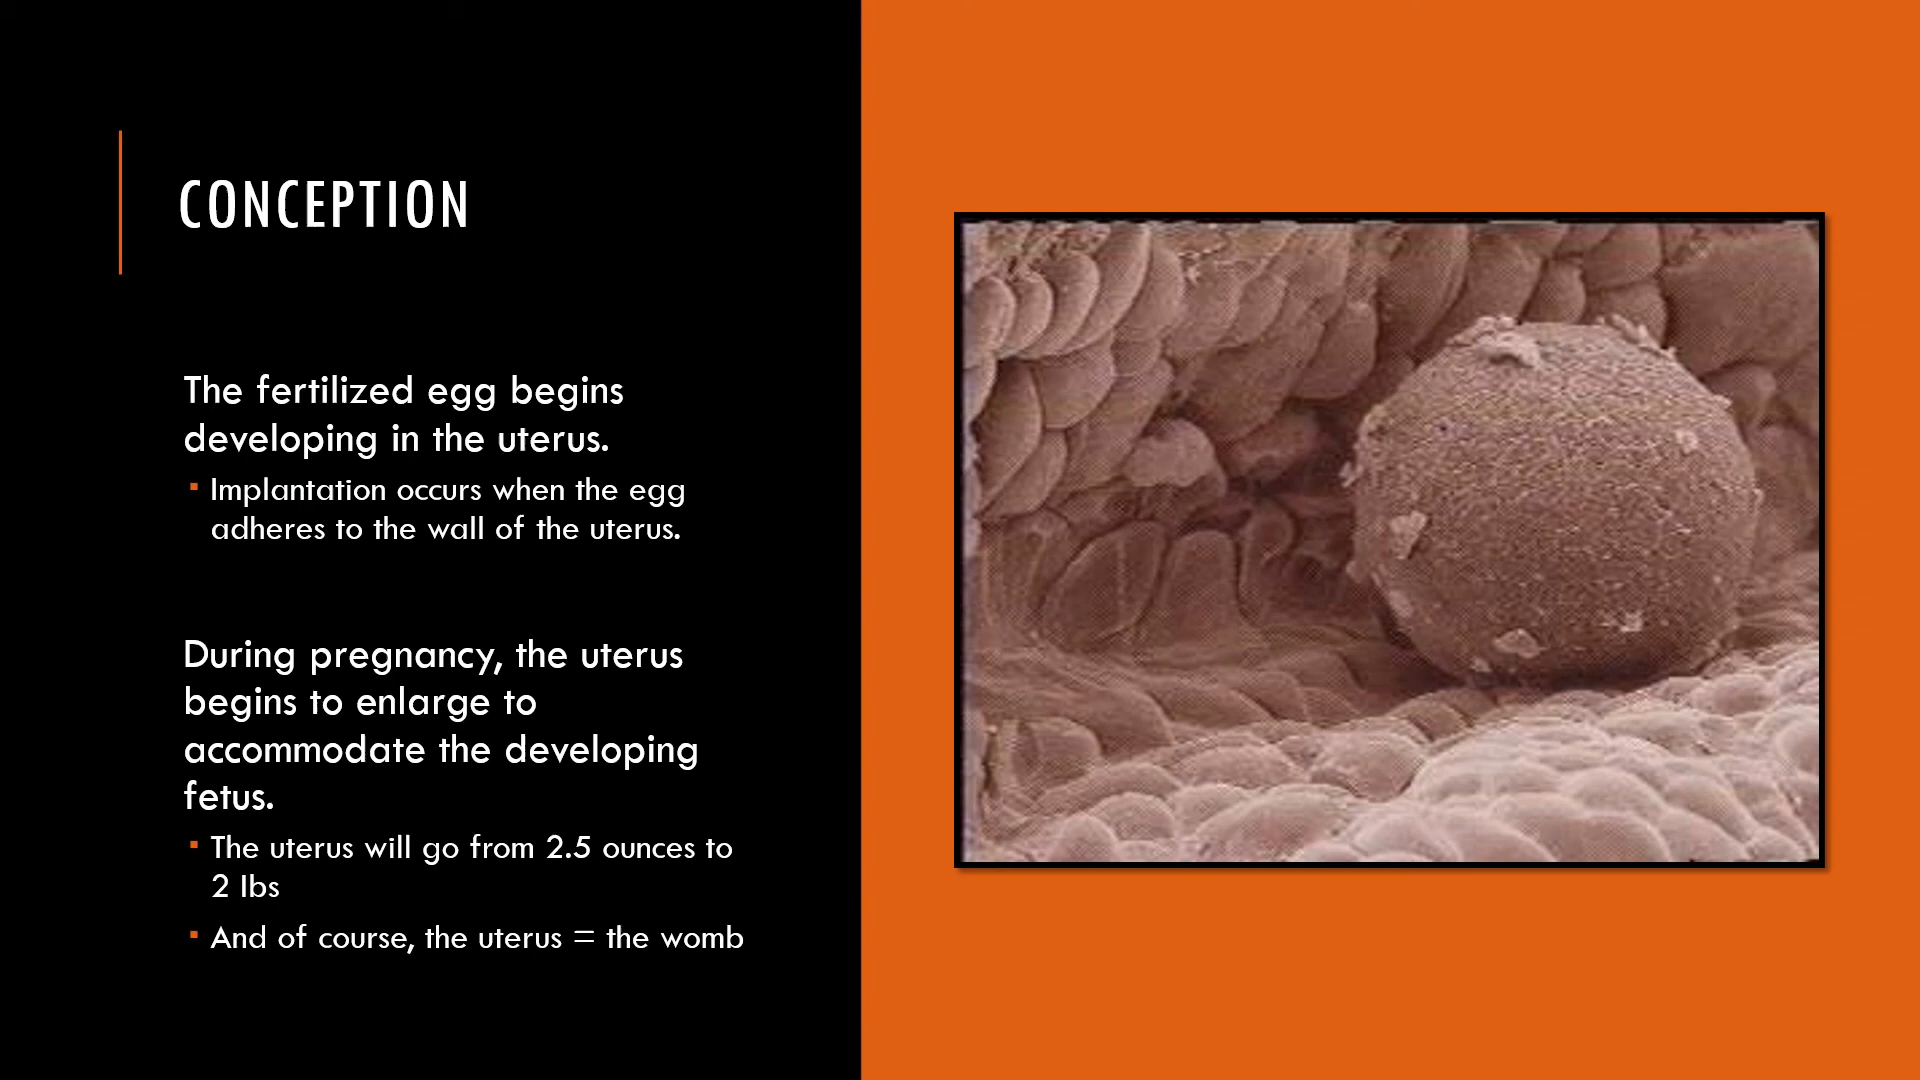 CONCEPTION
The fertilized egg begins
developing in the uterus.
▪ Implantation occurs when the egg
adheres to the wall of the uterus.
During pregnancy, the uterus
begins to enlarge to
accommodate the developing
fetus.
▪ The uterus will go from 2.5 ounces to
2 lbs
▪ And of course, the uterus = the womb